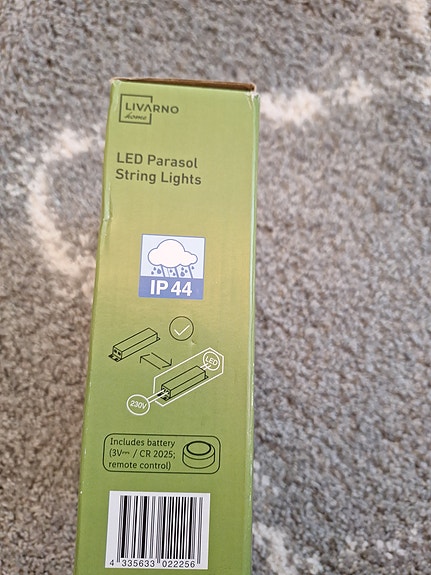 LIVARNO
home
LED Parasol
String Lights
IP 44
LED
230V
Includes battery
(3V⎓ / CR 2025;
remote control)
4 335633 022256